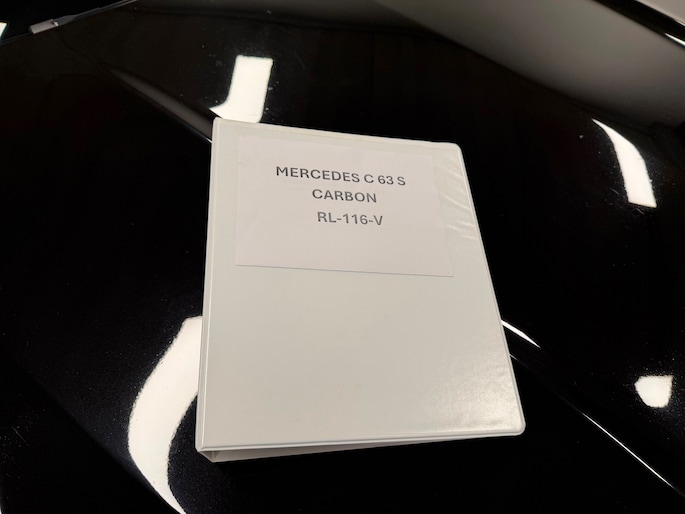 MERCEDES C 63 S
CARBON
RL-116-V